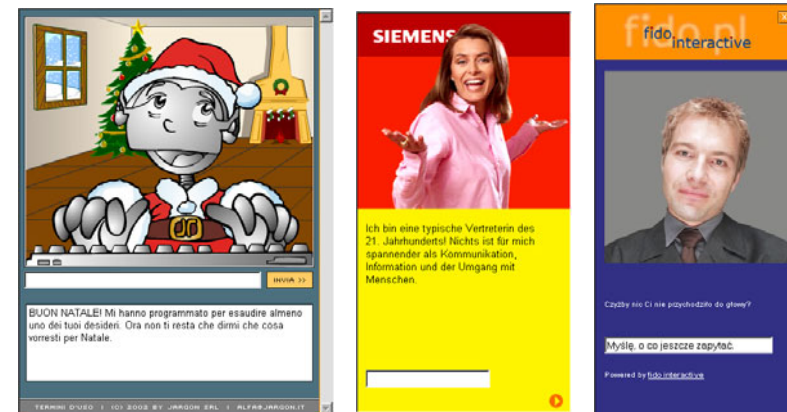 INVIA >>
BUON NATALE! Mi hanno programmato per esaudire almeno
uno dei tuoi desideri. Ora non ti resta che dirmi che cosa
vorresti per Natale.
TERMINI D'USO | (C) 2002 BY JARGON SRL | ALFA@JARGON.IT
SIEMENS
Ich bin eine typische Vertreterin des
21. Jahrhunderts! Nichts ist für mich
spannender als Kommunikation,
Information und der Umgang mit
Menschen.
fido.pl
fido interactive
Czyżby nic Ci nie przychodziło do głowy?
Myślę, o co jeszcze zapytać.
Powered by fido interactive